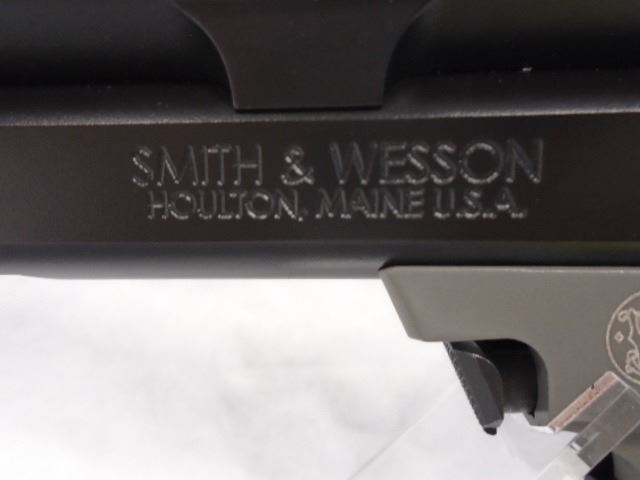 SMITH & WESSON
HOULTON, MAINE U.S.A.